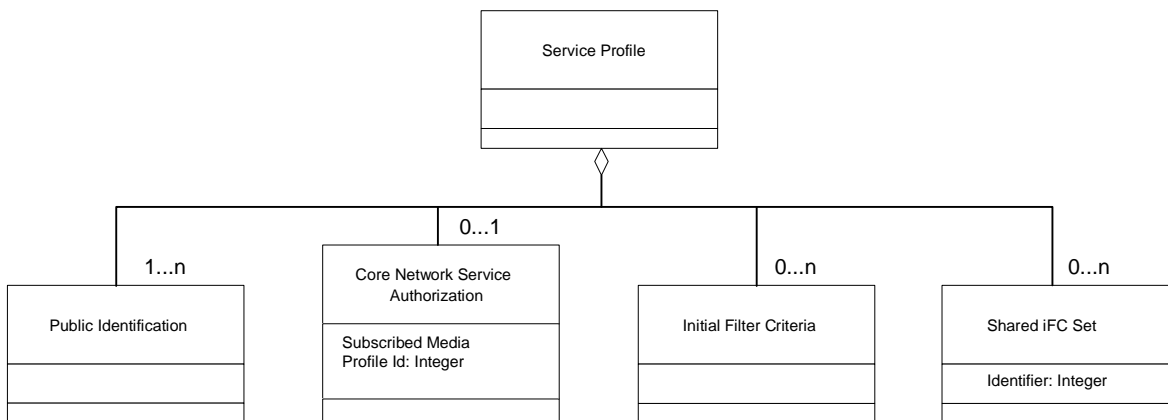 Service Profile
0...1
1...n
Core Network Service
Authorization
0...n
0...n
Public Identification
Subscribed Media
Profile Id: Integer
Initial Filter Criteria
Shared iFC Set
Identifier: Integer